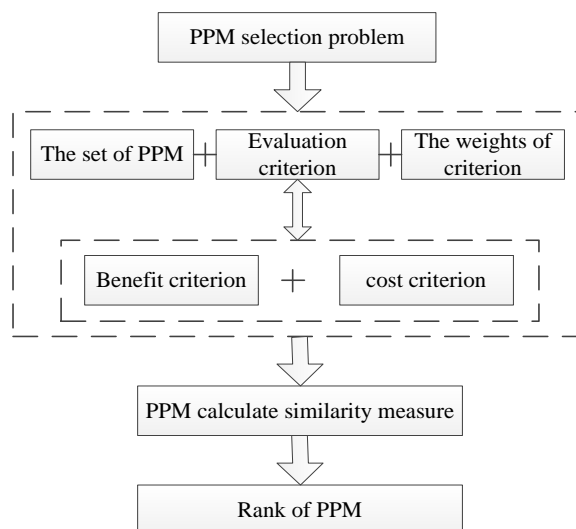 PPM selection problem
The set of PPM + Evaluation criterion + The weights of criterion
Benefit criterion + cost criterion
PPM calculate similarity measure
Rank of PPM